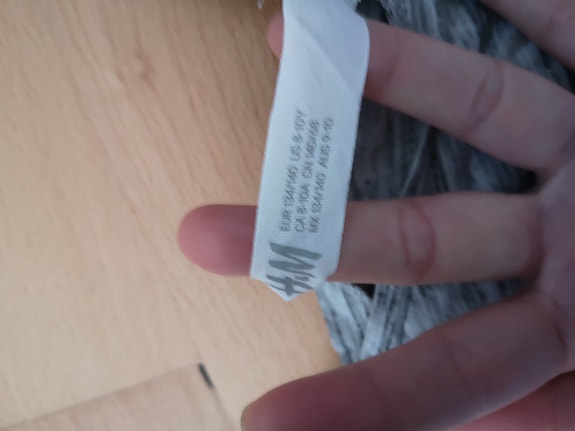 H&M
EUR 134/140 US 8-10Y
CA 8-10A CN 140/68
MX 134/140 AUS 9-10